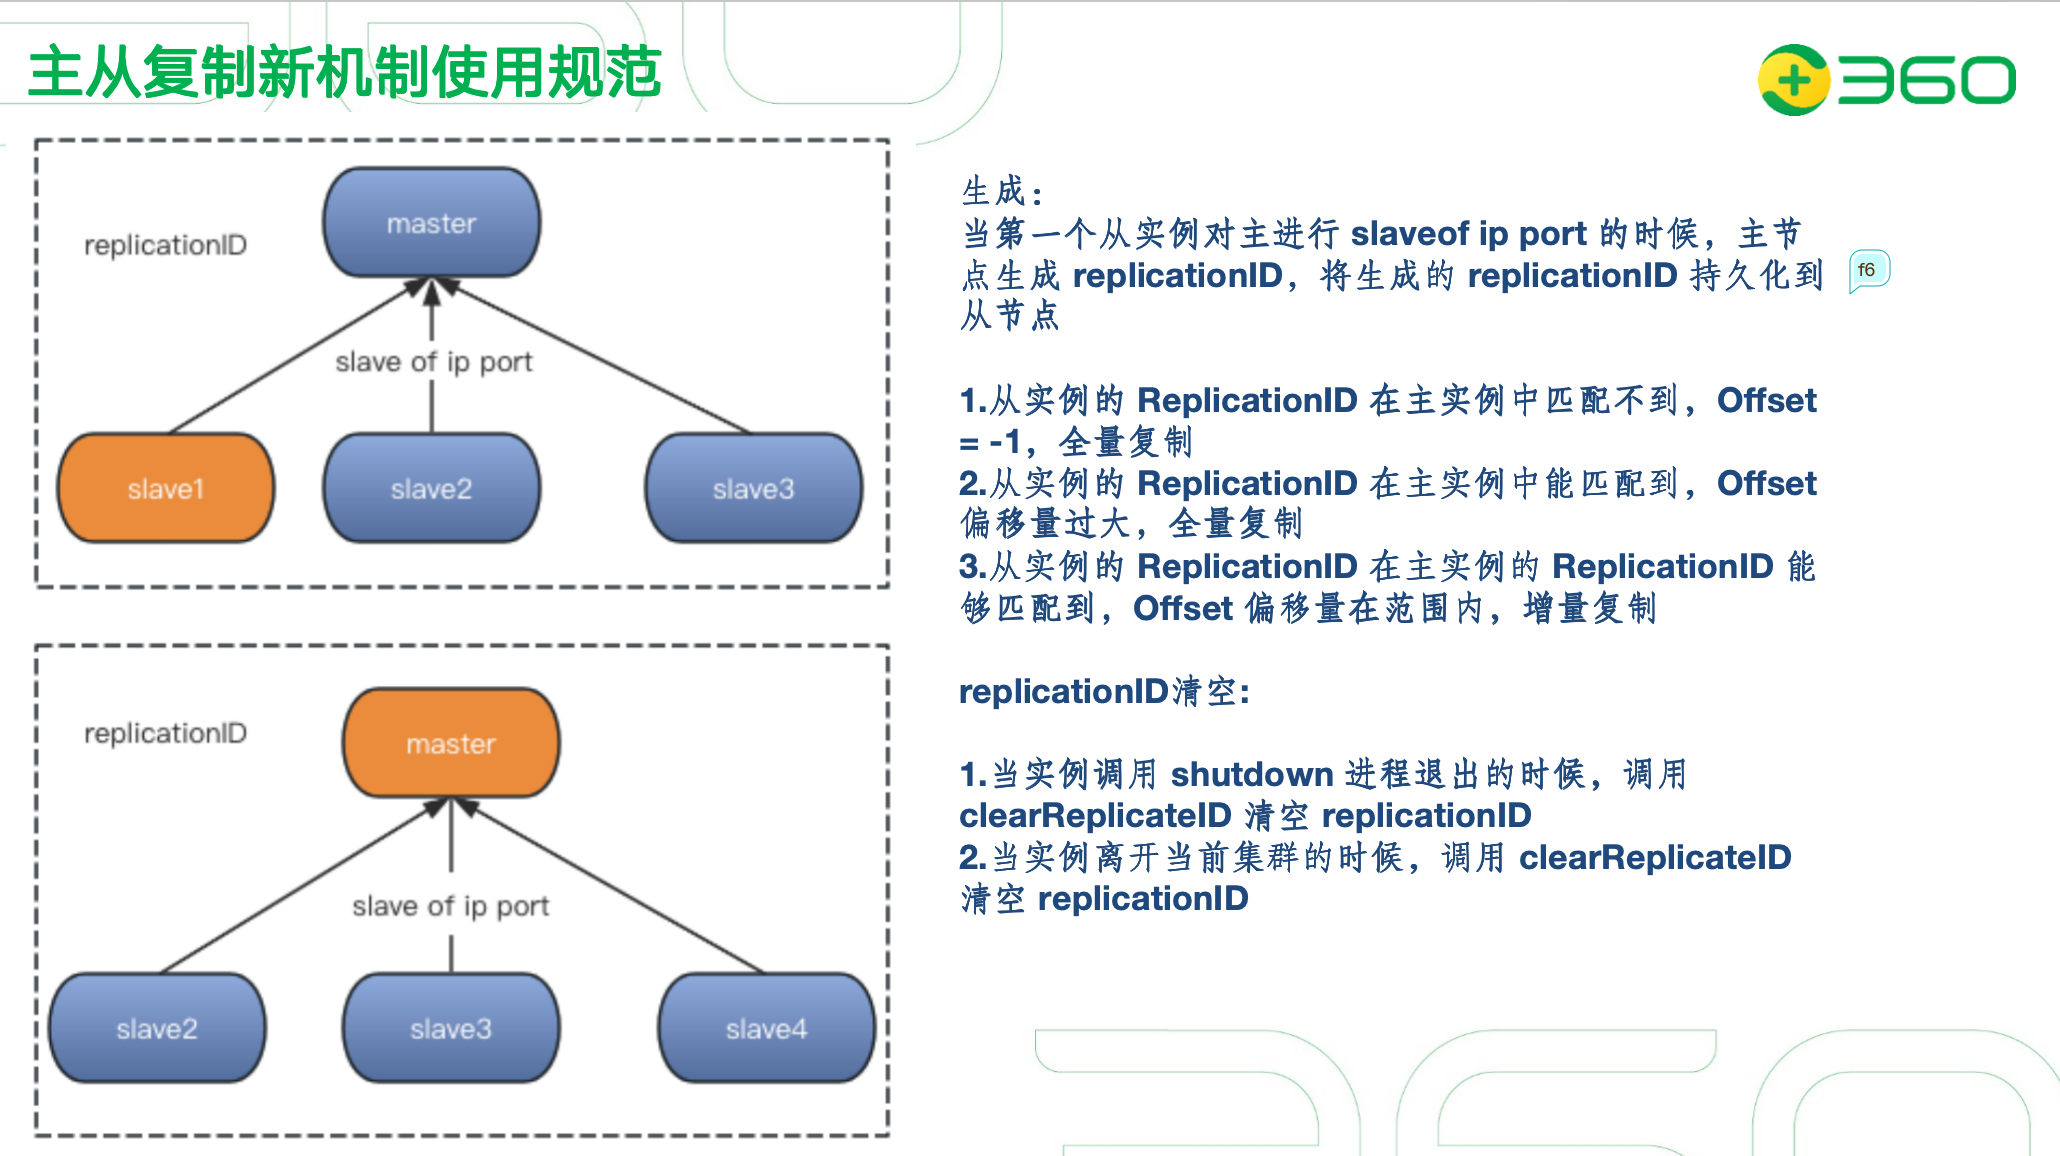 主从复制新机制使用规范
360
replicationID
master
slave of ip port
slave1
slave2
slave3
replicationID
master
slave of ip port
slave2
slave3
slave4
生成：
当第一个从实例对主进行 slaveof ip port 的时候，主节
点生成 replicationID，将生成的 replicationID 持久化到
从节点
f6
1.从实例的 ReplicationID 在主实例中匹配不到，Offset
= -1，全量复制
2.从实例的 ReplicationID 在主实例中能匹配到，Offset
偏移量过大，全量复制
3.从实例的 ReplicationID 在主实例的 ReplicationID 能
够匹配到，Offset 偏移量在范围内，增量复制
replicationID清空：
1.当实例调用 shutdown 进程退出的时候，调用
clearReplicateID 清空 replicationID
2.当实例离开当前集群的时候，调用 clearReplicateID
清空 replicationID